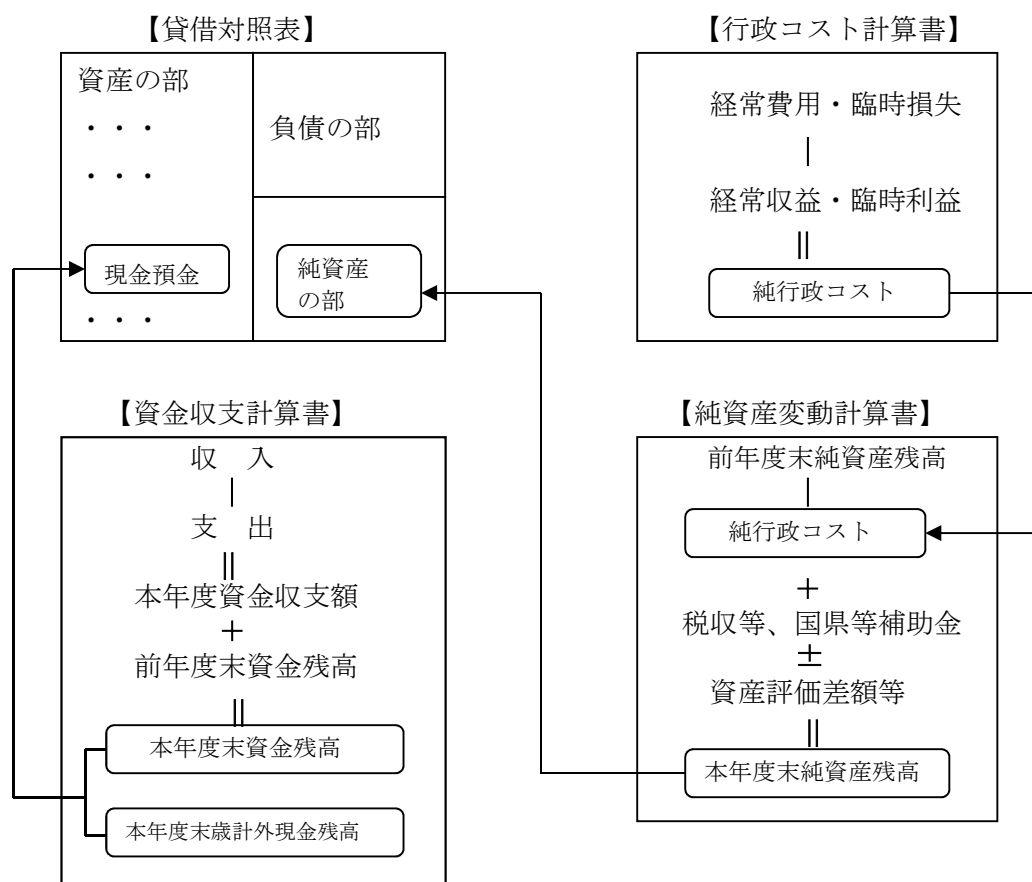 【貸借対照表】
資産の部
・・・
・・・
現金預金
・・・
負債の部
純資産
の部
【行政コスト計算書】
経常費用・臨時損失
|
経常収益・臨時利益
||
純行政コスト
【資金収支計算書】
収　入
|
支　出
||
本年度資金収支額
＋
前年度末資金残高
||
本年度末資金残高
本年度末歳計外現金残高
【純資産変動計算書】
前年度末純資産残高
|
純行政コスト
＋
税収等、国県等補助金
±
資産評価差額等
||
本年度末純資産残高